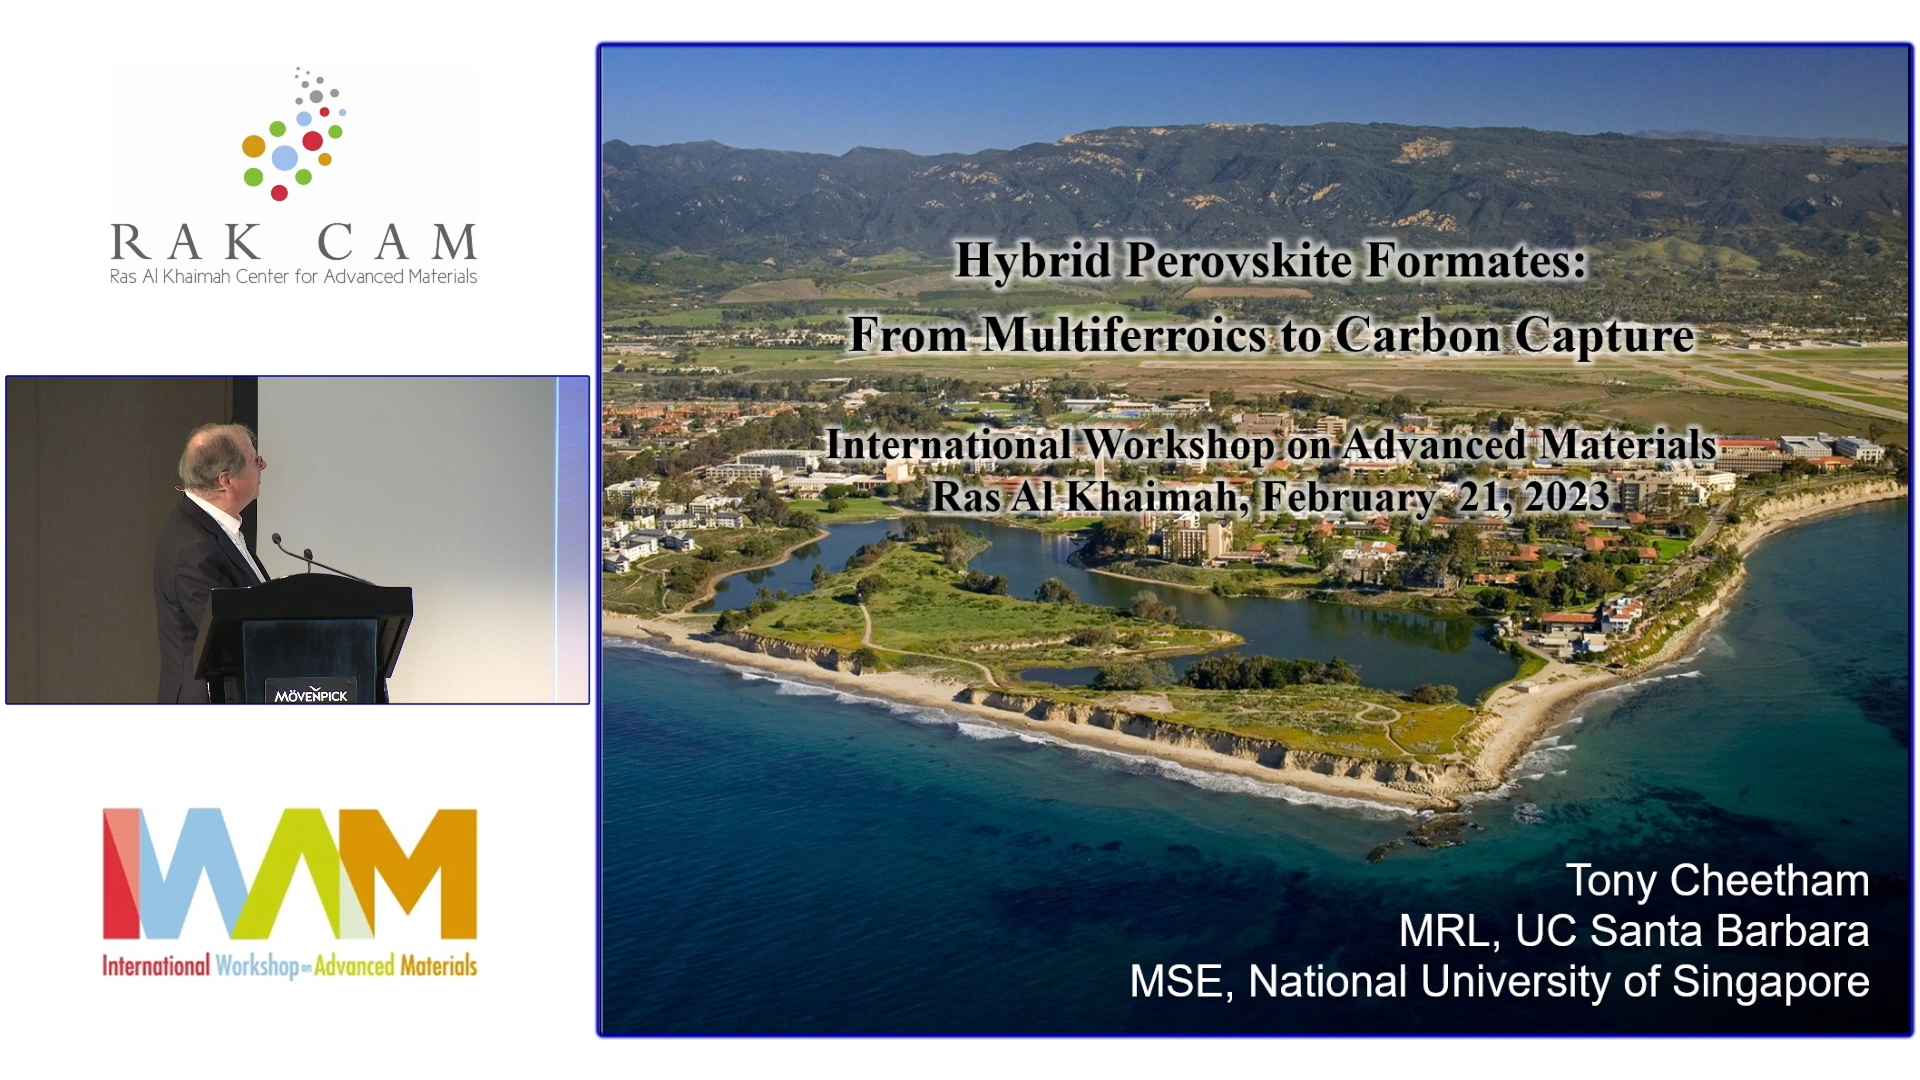 RAK CAM
Ras Al Khaimah Center for Advanced Materials
MÖVENPICK
IWAM
International Workshop on Advanced Materials
Hybrid Perovskite Formates:
From Multiferroics to Carbon Capture
International Workshop on Advanced Materials
Ras Al Khaimah, February 21, 2023
Tony Cheetham
MRL, UC Santa Barbara
MSE, National University of Singapore